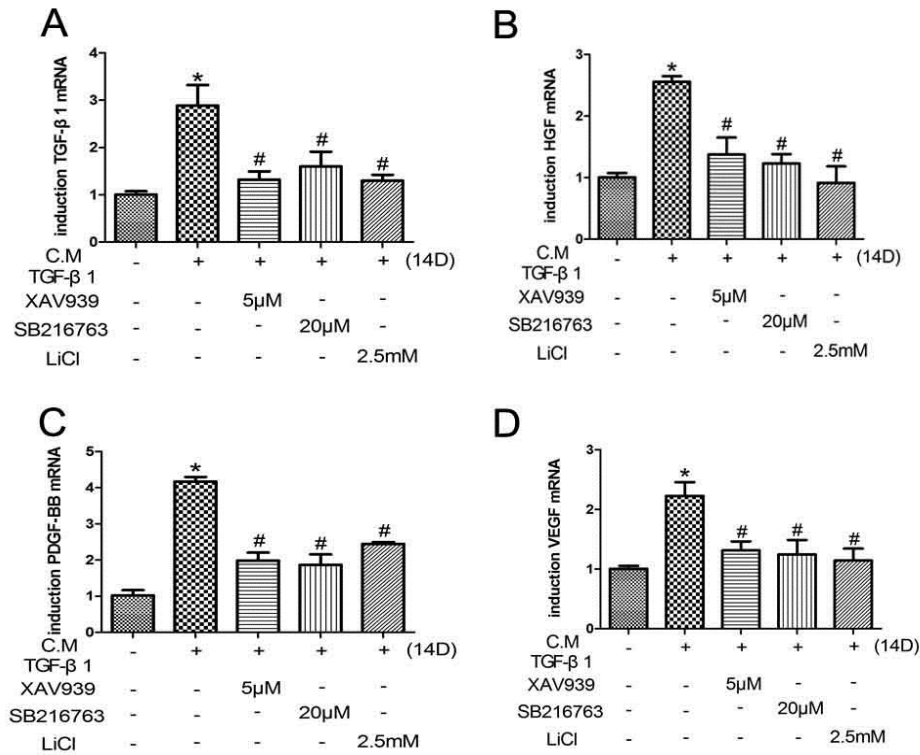 A
induction TGF-β 1 mRNA
4
3
2
1
0
*
#
#
#
C.M
TGF-β 1
- + + + + (14D)
XAV939 - - 5μM - -
SB216763 - - - 20μM -
LiCl - - - - 2.5mM
B
induction HGF mRNA
3
2
1
0
*
#
#
#
C.M
TGF-β 1
- + + + + (14D)
XAV939 - - 5μM - -
SB216763 - - - 20μM -
LiCl - - - - 2.5mM
C
induction PDGF-BB mRNA
5
4
3
2
1
0
*
#
#
#
C.M
TGF-β 1
- + + + + (14D)
XAV939 - - 5μM - -
SB216763 - - - 20μM -
LiCl - - - - 2.5mM
D
induction VEGF mRNA
3
2
1
0
*
#
#
#
C.M
TGF-β 1
- + + + + (14D)
XAV939 - - 5μM - -
SB216763 - - - 20μM -
LiCl - - - - 2.5mM